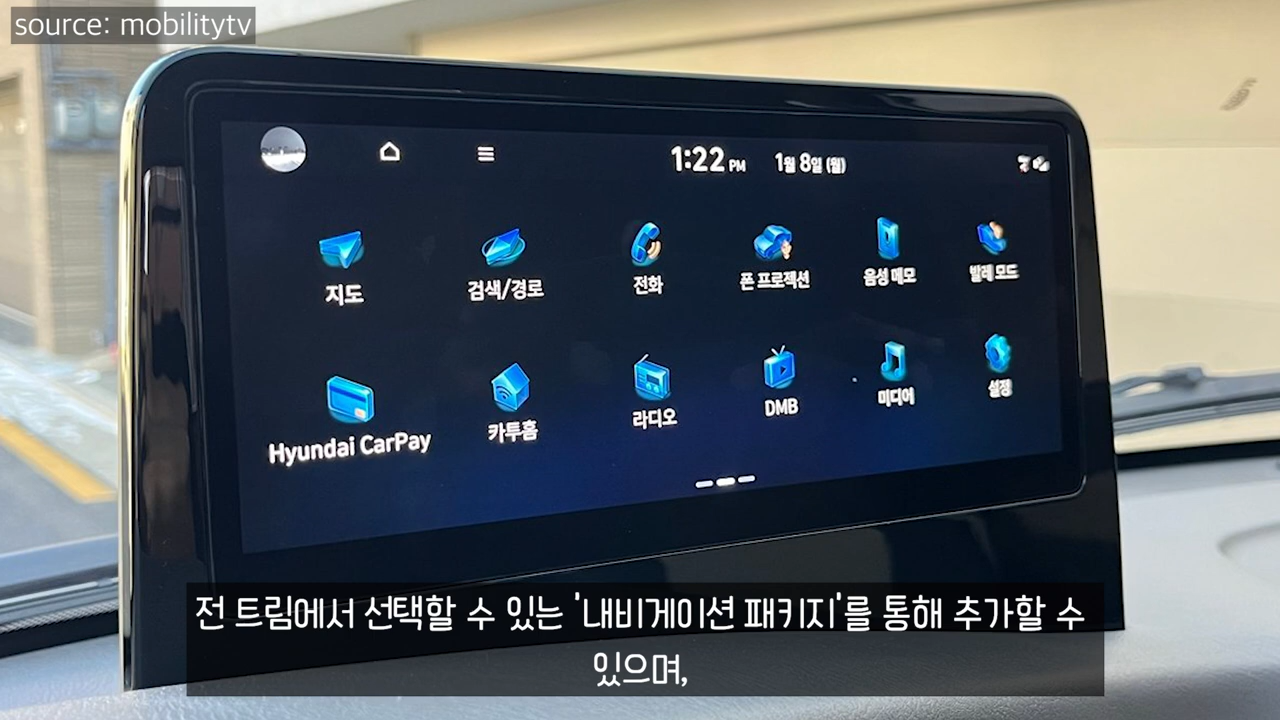 source: mobilitytv
1:22 PM 1월 8일 (월)
지도 검색/경로 전화 폰 프로젝션 음성 메모 발레 모드
Hyundai CarPay 카투홈 라디오 DMB 미디어 설정
전 트림에서 선택할 수 있는 '내비게이션 패키지'를 통해 추가할 수
있으며,